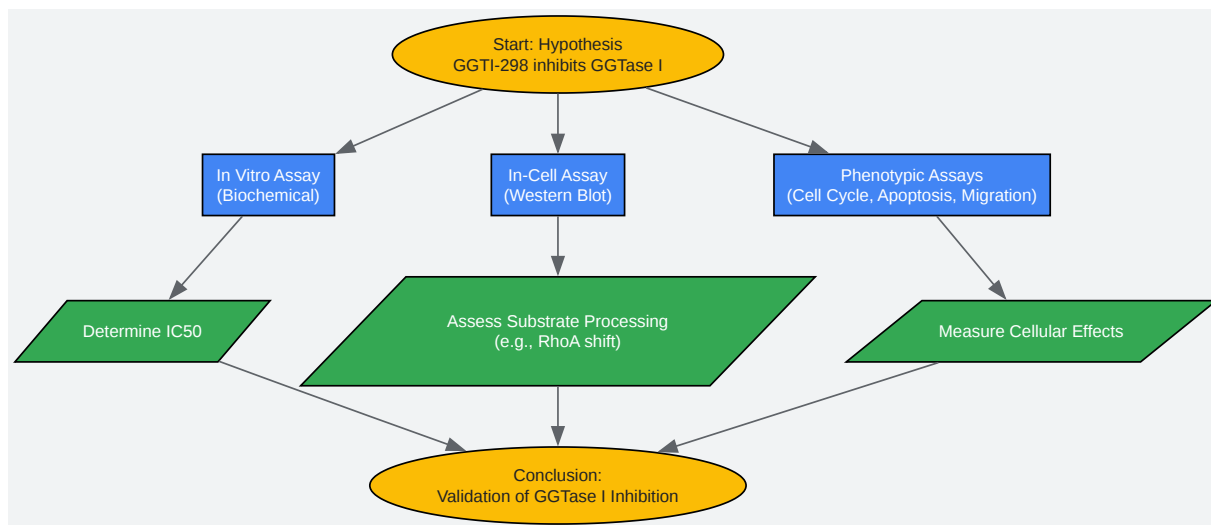 Start: Hypothesis
GGTI-298 inhibits GGTase I
In Vitro Assay
(Biochemical)
In-Cell Assay
(Western Blot)
Phenotypic Assays
(Cell Cycle, Apoptosis, Migration)
Determine IC50
Assess Substrate Processing
(e.g., RhoA shift)
Measure Cellular Effects
Conclusion:
Validation of GGTase I Inhibition